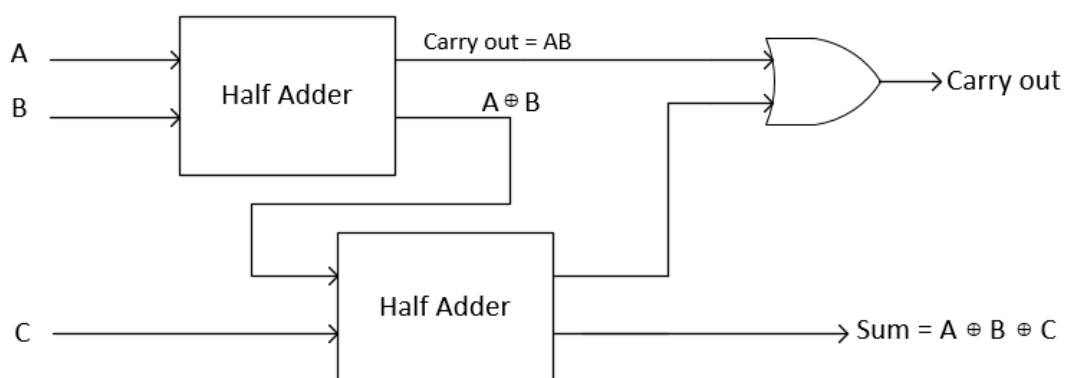 A
B
Half Adder
Carry out = AB
A ⊕ B
Carry out
C
Half Adder
Sum = A ⊕ B ⊕ C